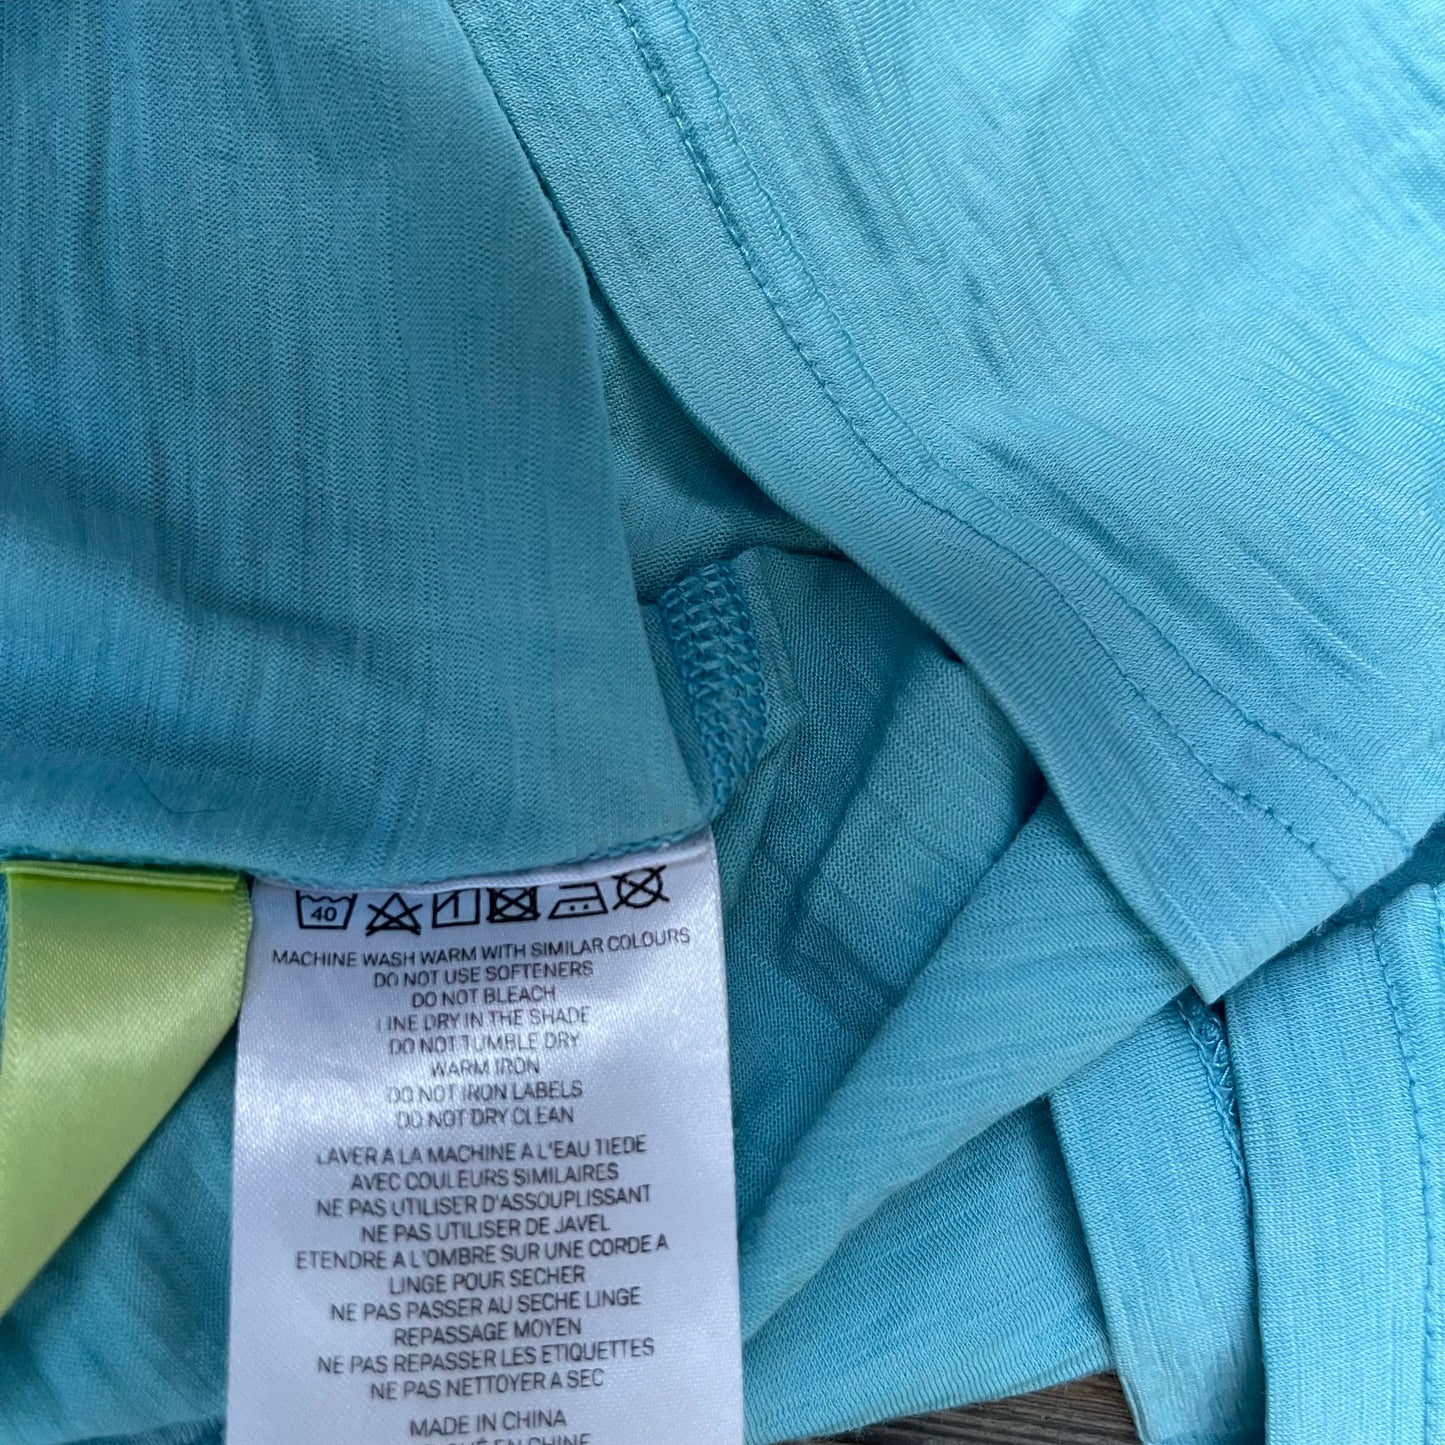 40
MACHINE WASH WARM WITH SIMILAR COLOURS
DO NOT USE SOFTENERS
DO NOT BLEACH
LINE DRY IN THE SHADE
DO NOT TUMBLE DRY
WARM IRON
DO NOT IRON LABELS
DO NOT DRY CLEAN
LAVER A LA MACHINE A L'EAU TIEDE
AVEC COULEURS SIMILAIRES
NE PAS UTILISER D'ASSOUPLISSANT
NE PAS UTILISER DE JAVEL
ETENDRE A L'OMBRE SUR UNE CORDE A
LINGE POUR SECHER
NE PAS PASSER AU SECHE LINGE
REPASSAGE MOYEN
NE PAS REPASSER LES ETIQUETTES
NE PAS NETTOYER A SEC
MADE IN CHINA
EN CHINE